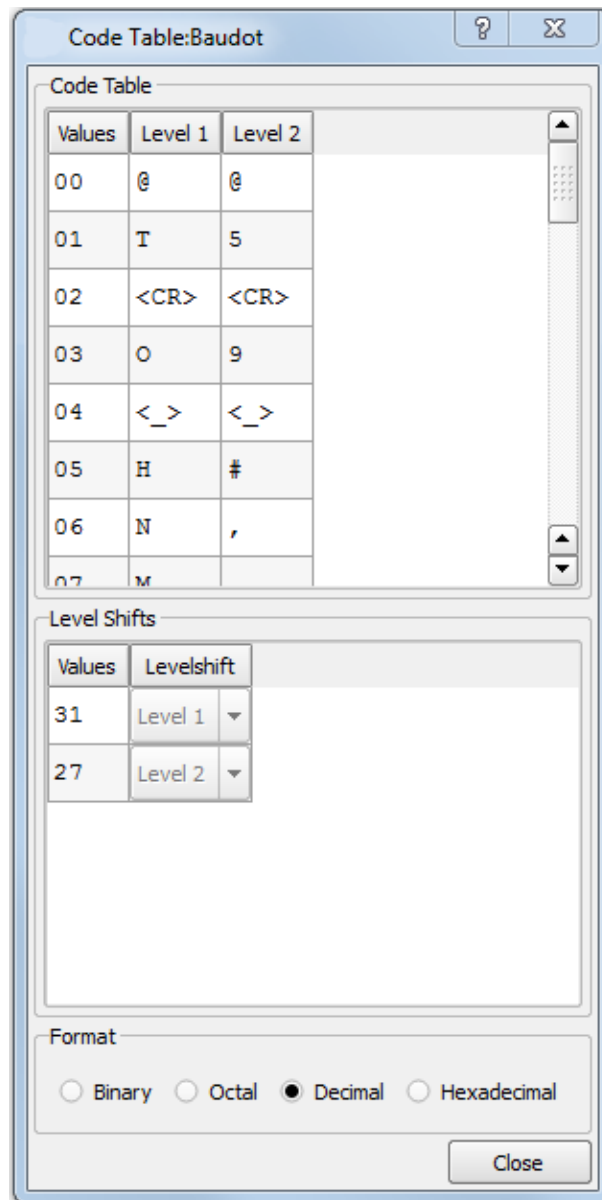 Code Table:Baudot
Code Table
Values Level 1 Level 2
00 @ @
01 T 5
02 <CR> <CR>
03 O 9
04 <_> <_>
05 H #
06 N ,
07 M
Level Shifts
Values Levelshift
31 Level 1
27 Level 2
Format
Binary Octal Decimal Hexadecimal
Close